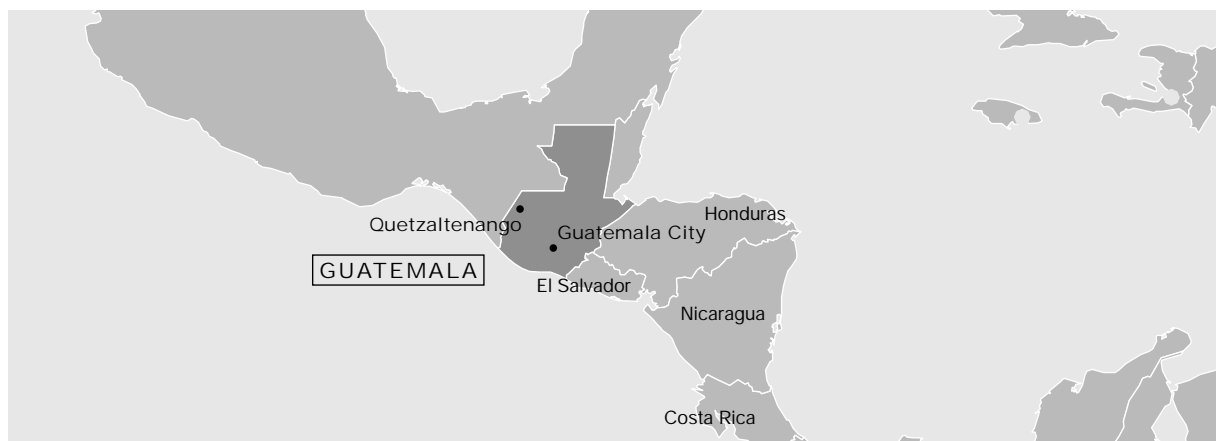 Honduras
Quetzaltenango
Guatemala City
GUATEMALA
El Salvador
Nicaragua
Costa Rica